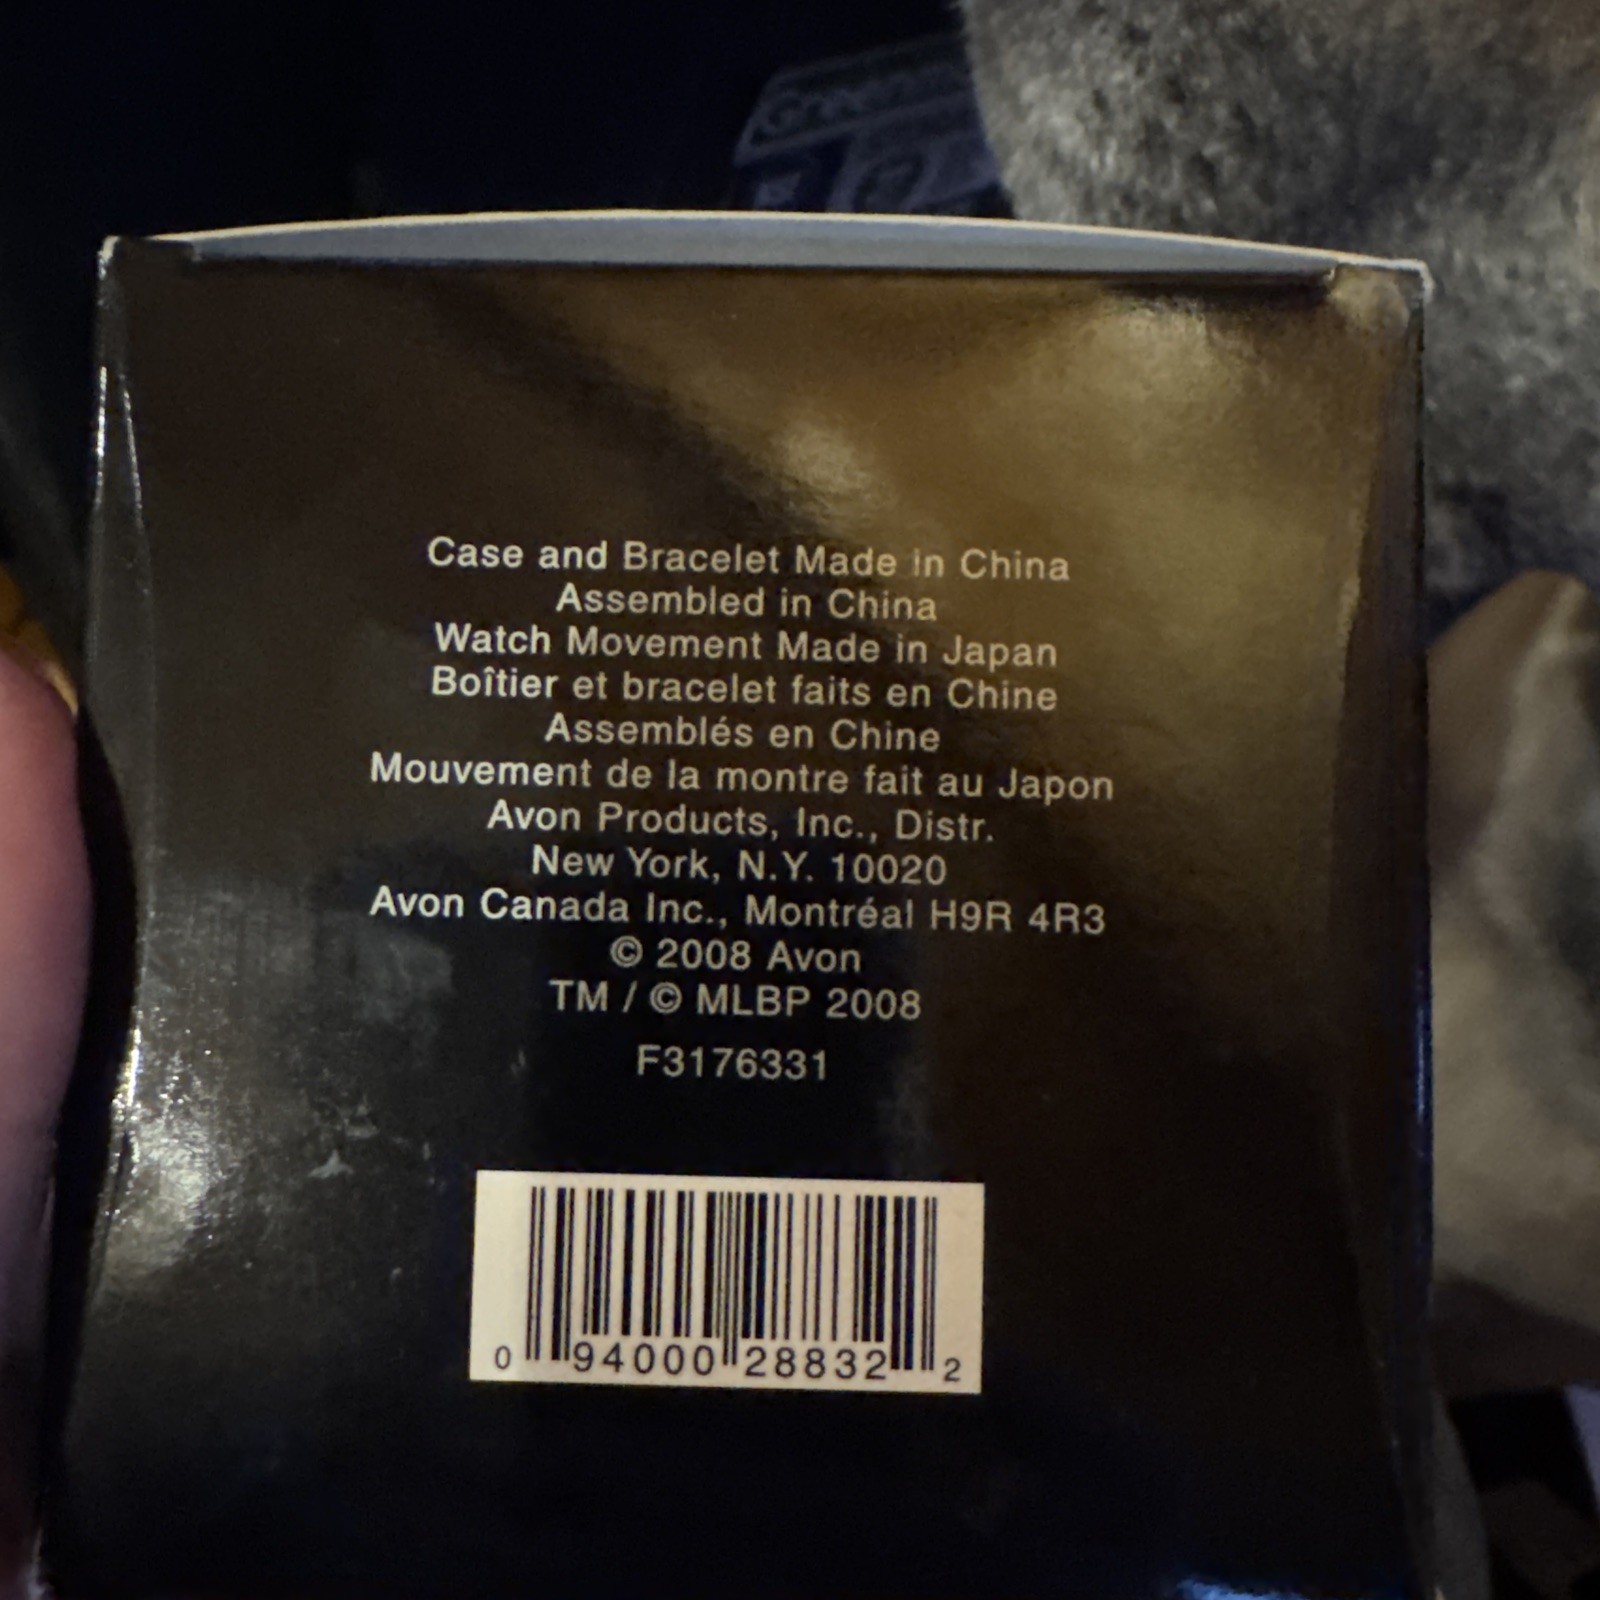 Case and Bracelet Made in China
Assembled in China
Watch Movement Made in Japan
Boîtier et bracelet faits en Chine
Assemblés en Chine
Mouvement de la montre fait au Japon
Avon Products, Inc., Distr.
New York, N.Y. 10020
Avon Canada Inc., Montréal H9R 4R3
© 2008 Avon
TM / © MLBP 2008
F3176331
0 94000 28832 2